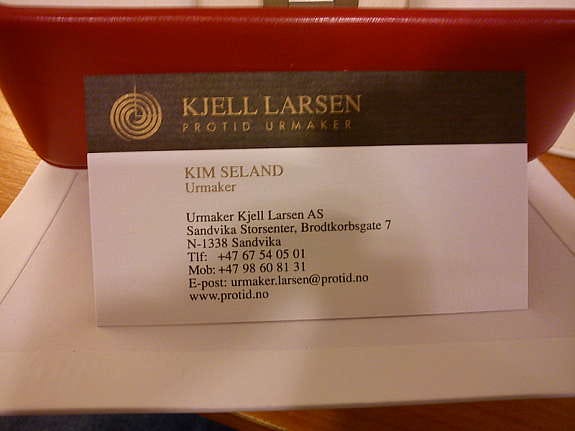 KJELL LARSEN
PROTID URMAKER
KIM SELAND
Urmaker
Urmaker Kjell Larsen AS
Sandvika Storsenter, Brodtkorbsgate 7
N-1338 Sandvika
Tlf: +47 67 54 05 01
Mob: +47 98 60 81 31
E-post: urmaker.larsen@protid.no
www.protid.no